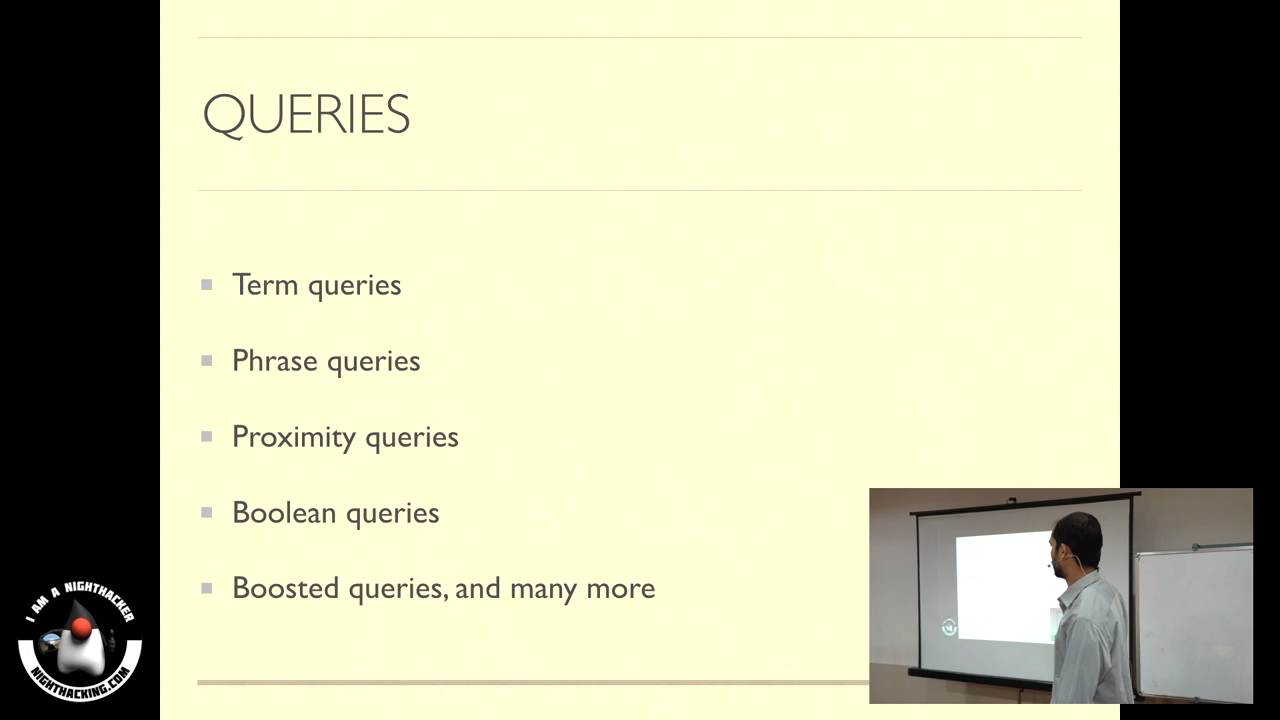 QUERIES
Term queries
Phrase queries
Proximity queries
Boolean queries
Boosted queries, and many more
I AM A NIGHTHACKER
NIGHTHACKING.COM